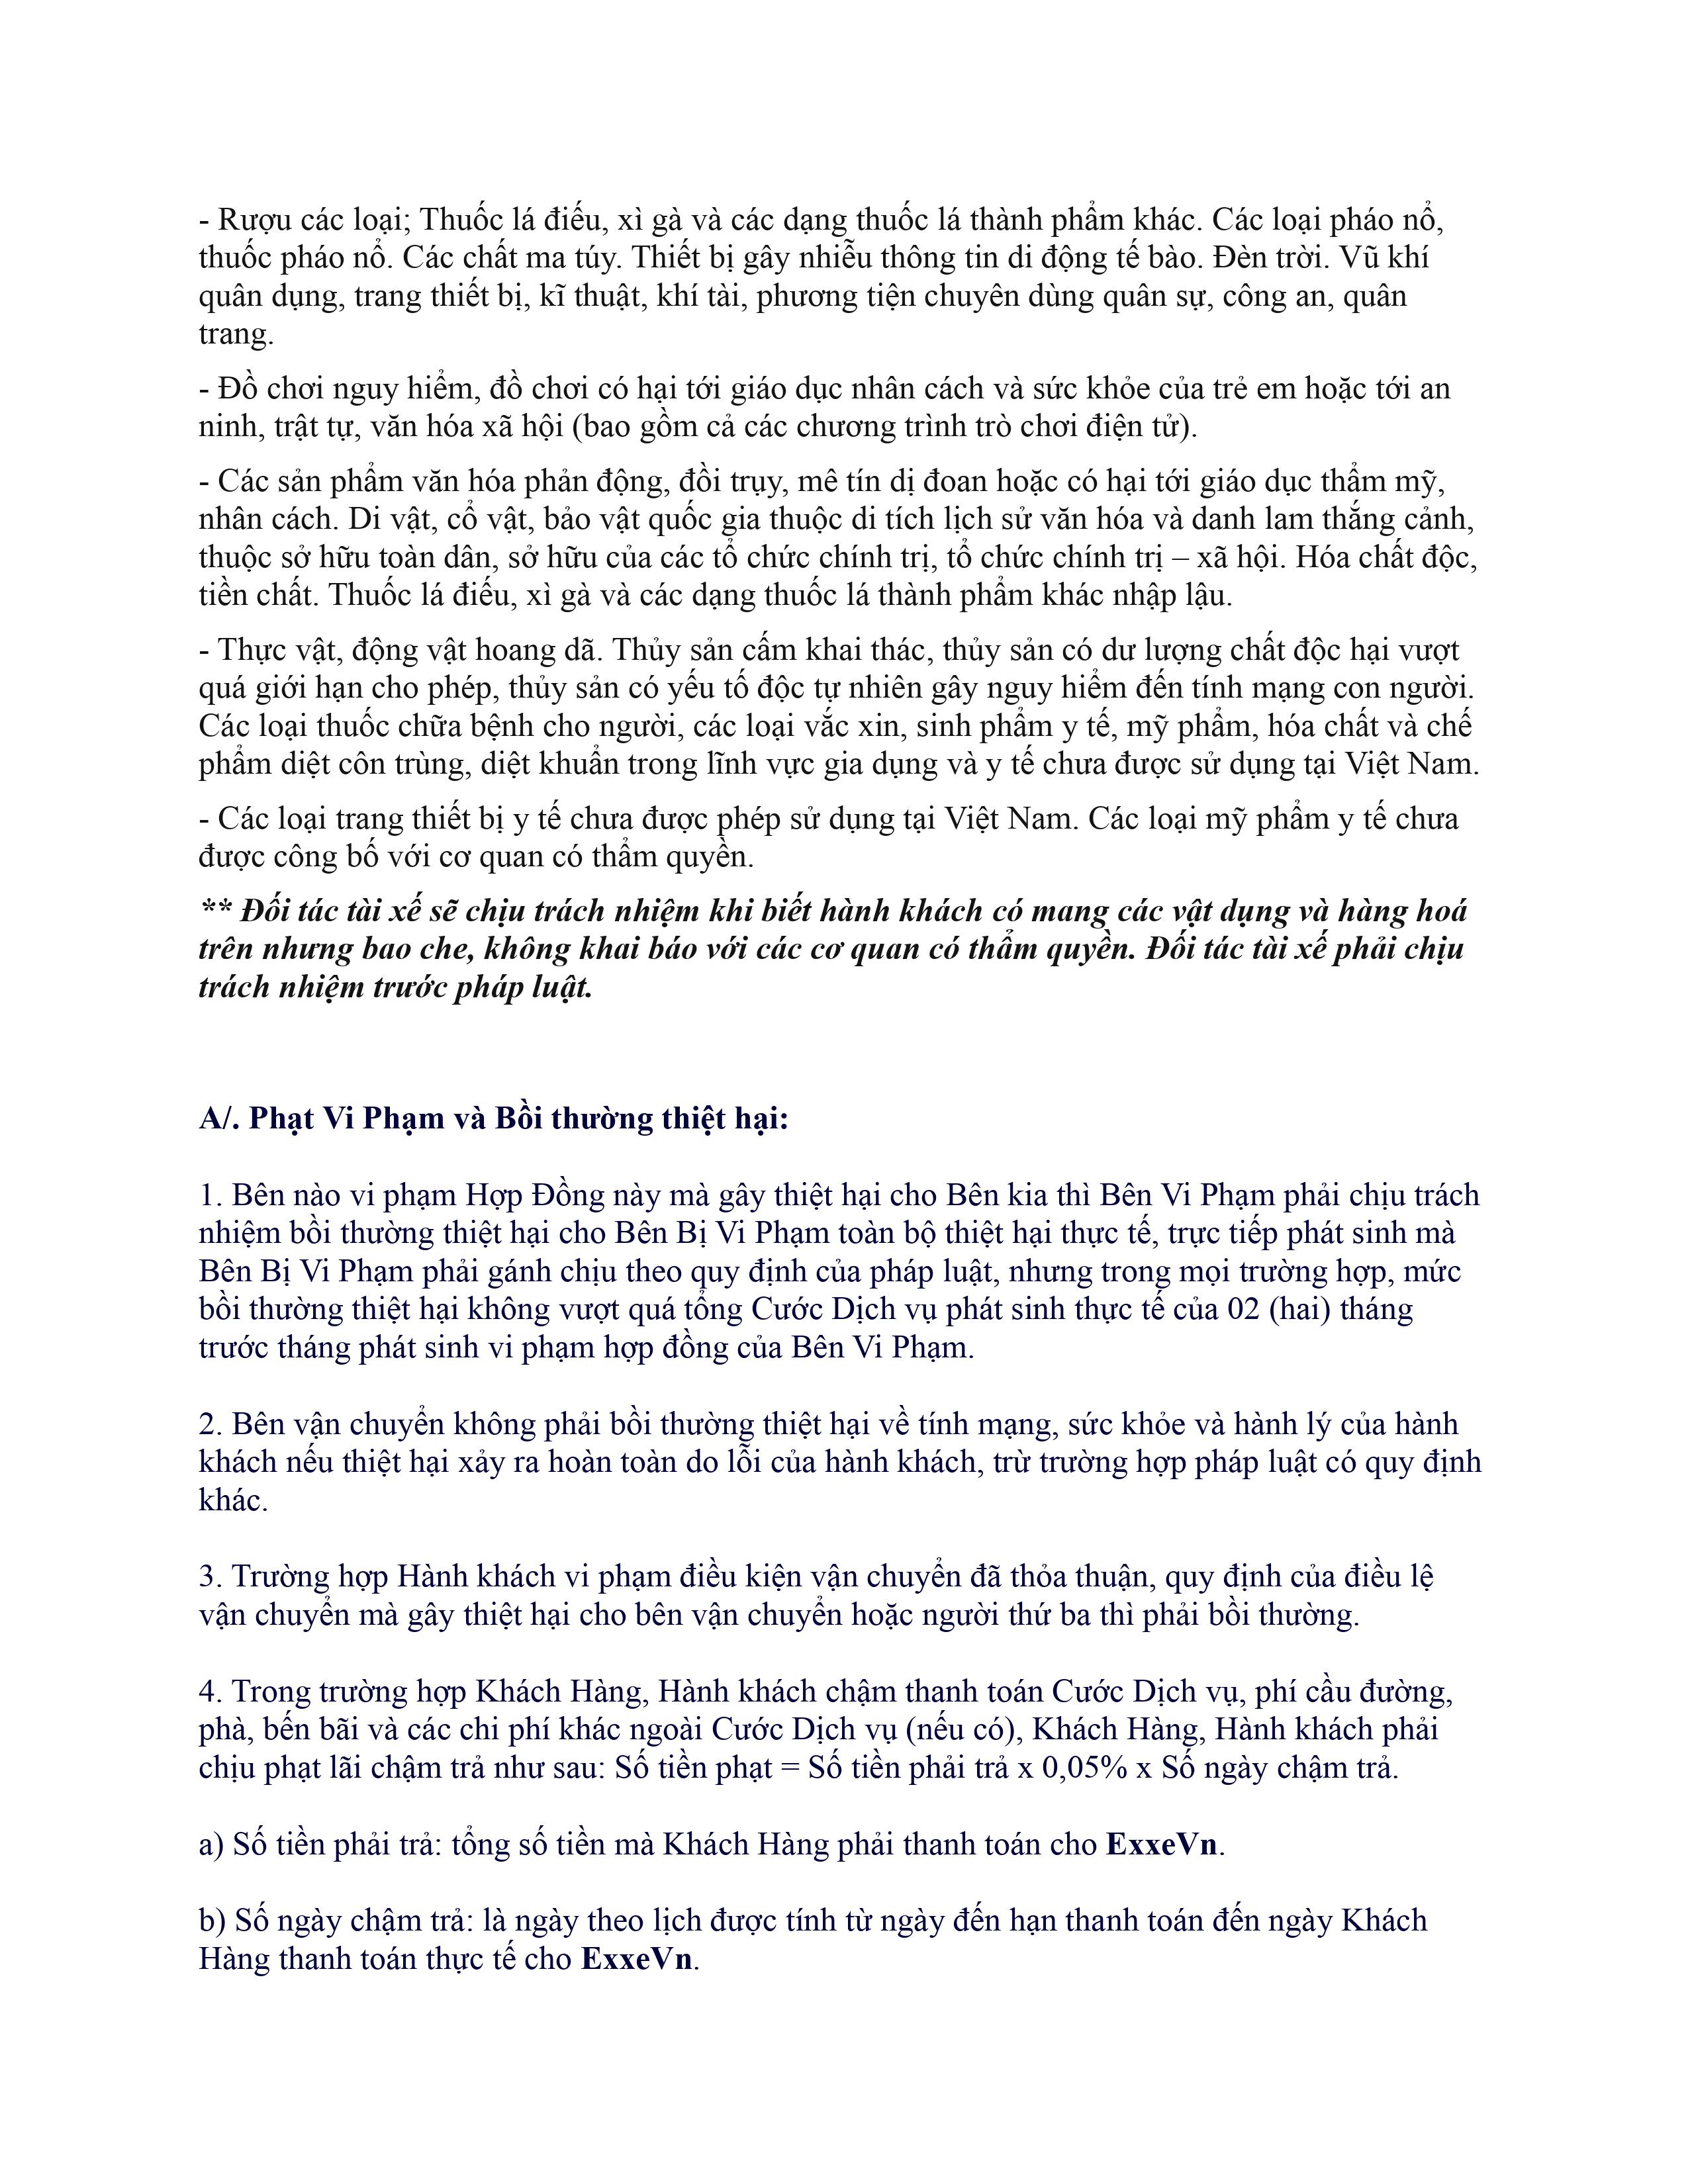 - Rượu các loại; Thuốc lá điếu, xì gà và các dạng thuốc lá thành phẩm khác. Các loại pháo nổ,
thuốc pháo nổ. Các chất ma túy. Thiết bị gây nhiễu thông tin di động tế bào. Đèn trời. Vũ khí
quân dụng, trang thiết bị, kĩ thuật, khí tài, phương tiện chuyên dùng quân sự, công an, quân
trang.
- Đồ chơi nguy hiểm, đồ chơi có hại tới giáo dục nhân cách và sức khỏe của trẻ em hoặc tới an
ninh, trật tự, văn hóa xã hội (bao gồm cả các chương trình trò chơi điện tử).
- Các sản phẩm văn hóa phản động, đồi trụy, mê tín dị đoan hoặc có hại tới giáo dục thẩm mỹ,
nhân cách. Di vật, cổ vật, bảo vật quốc gia thuộc di tích lịch sử văn hóa và danh lam thắng cảnh,
thuộc sở hữu toàn dân, sở hữu của các tổ chức chính trị, tổ chức chính trị – xã hội. Hóa chất độc,
tiền chất. Thuốc lá điếu, xì gà và các dạng thuốc lá thành phẩm khác nhập lậu.
- Thực vật, động vật hoang dã. Thủy sản cấm khai thác, thủy sản có dư lượng chất độc hại vượt
quá giới hạn cho phép, thủy sản có yếu tố độc tự nhiên gây nguy hiểm đến tính mạng con người.
Các loại thuốc chữa bệnh cho người, các loại vắc xin, sinh phẩm y tế, mỹ phẩm, hóa chất và chế
phẩm diệt côn trùng, diệt khuẩn trong lĩnh vực gia dụng và y tế chưa được sử dụng tại Việt Nam.
- Các loại trang thiết bị y tế chưa được phép sử dụng tại Việt Nam. Các loại mỹ phẩm y tế chưa
được công bố với cơ quan có thẩm quyền.
** Đối tác tài xế sẽ chịu trách nhiệm khi biết hành khách có mang các vật dụng và hàng hoá
trên nhưng bao che, không khai báo với các cơ quan có thẩm quyền. Đối tác tài xế phải chịu
trách nhiệm trước pháp luật.
A/. Phạt Vi Phạm và Bồi thường thiệt hại:
1. Bên nào vi phạm Hợp Đồng này mà gây thiệt hại cho Bên kia thì Bên Vi Phạm phải chịu trách
nhiệm bồi thường thiệt hại cho Bên Bị Vi Phạm toàn bộ thiệt hại thực tế, trực tiếp phát sinh mà
Bên Bị Vi Phạm phải gánh chịu theo quy định của pháp luật, nhưng trong mọi trường hợp, mức
bồi thường thiệt hại không vượt quá tổng Cước Dịch vụ phát sinh thực tế của 02 (hai) tháng
trước tháng phát sinh vi phạm hợp đồng của Bên Vi Phạm.
2. Bên vận chuyển không phải bồi thường thiệt hại về tính mạng, sức khỏe và hành lý của hành
khách nếu thiệt hại xảy ra hoàn toàn do lỗi của hành khách, trừ trường hợp pháp luật có quy định
khác.
3. Trường hợp Hành khách vi phạm điều kiện vận chuyển đã thỏa thuận, quy định của điều lệ
vận chuyển mà gây thiệt hại cho bên vận chuyển hoặc người thứ ba thì phải bồi thường.
4. Trong trường hợp Khách Hàng, Hành khách chậm thanh toán Cước Dịch vụ, phí cầu đường,
phà, bến bãi và các chi phí khác ngoài Cước Dịch vụ (nếu có), Khách Hàng, Hành khách phải
chịu phạt lãi chậm trả như sau: Số tiền phạt = Số tiền phải trả x 0,05% x Số ngày chậm trả.
a) Số tiền phải trả: tổng số tiền mà Khách Hàng phải thanh toán cho ExxeVn.
b) Số ngày chậm trả: là ngày theo lịch được tính từ ngày đến hạn thanh toán đến ngày Khách
Hàng thanh toán thực tế cho ExxeVn.